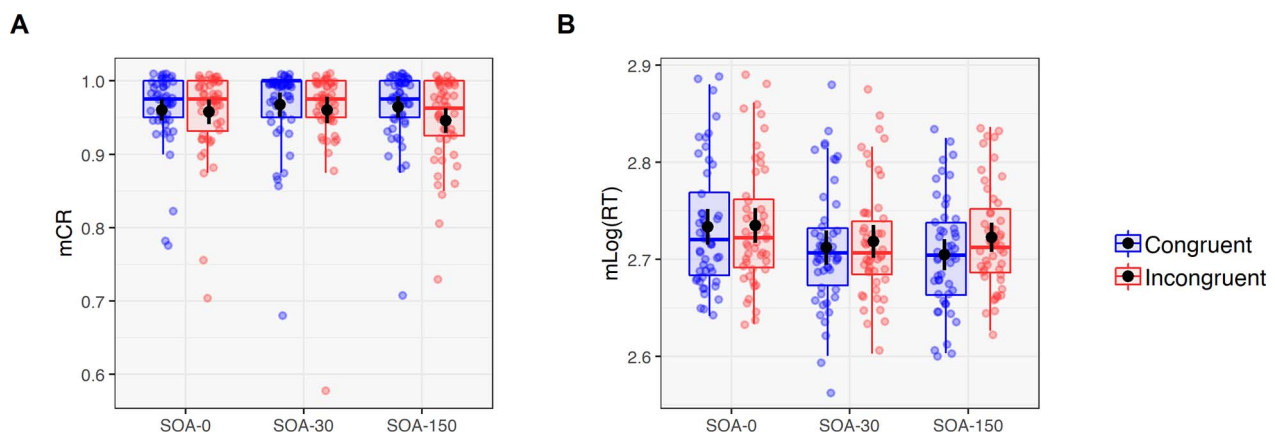 A
mCR
1.0
0.9
0.8
0.7
0.6
SOA-0 SOA-30 SOA-150
B
mLog(RT)
2.9
2.8
2.7
2.6
SOA-0 SOA-30 SOA-150
Congruent
Incongruent